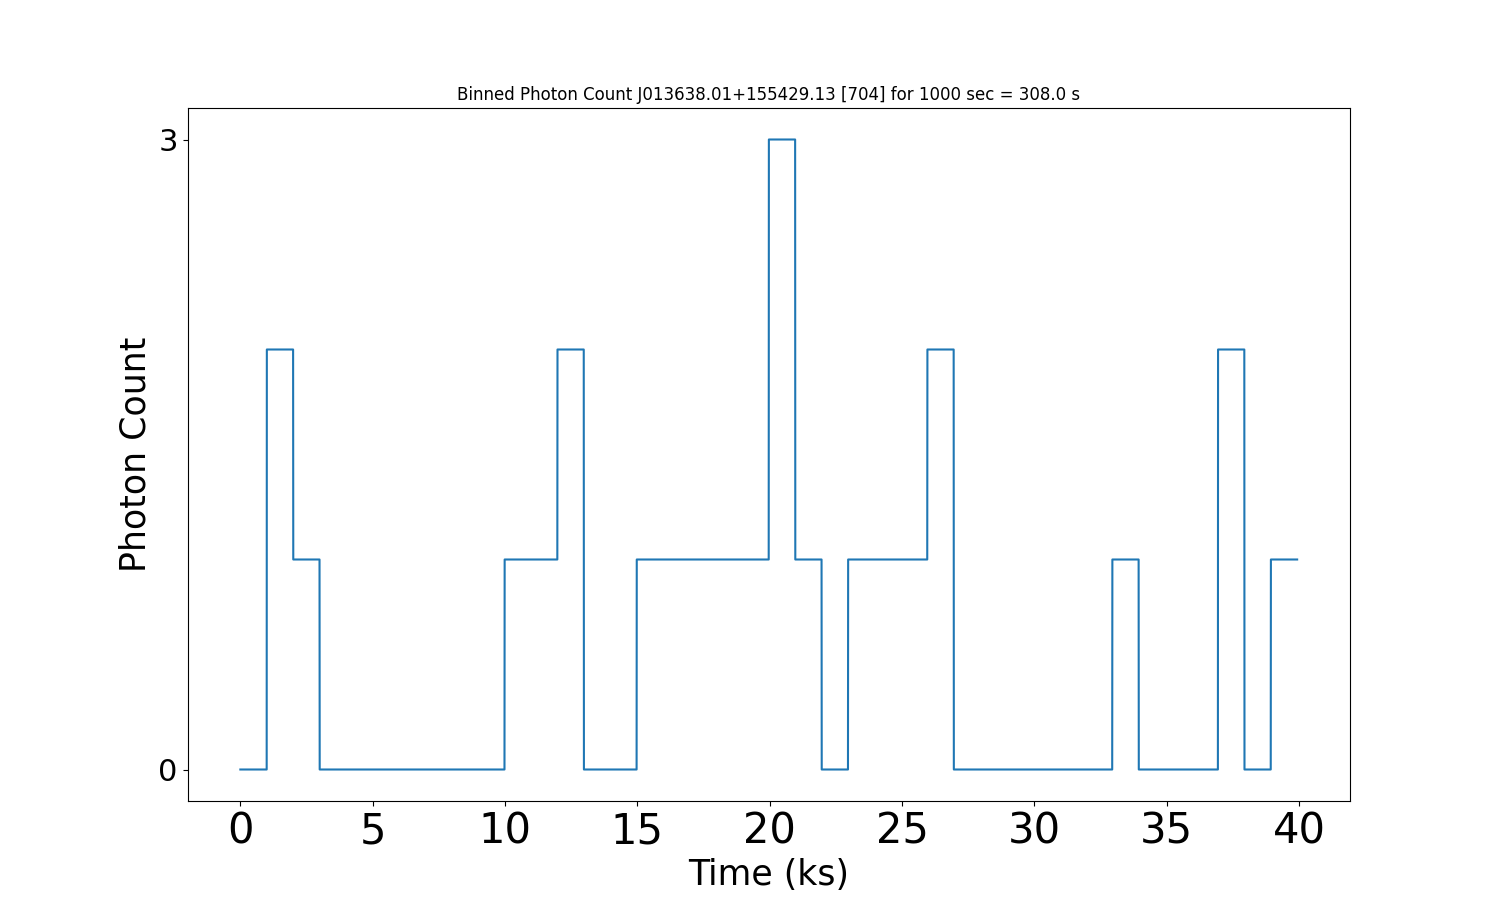 Binned Photon Count J013638.01+155429.13 [704] for 1000 sec = 308.0 s
3
Photon Count
0
0 5 10 15 20 25 30 35 40
Time (ks)